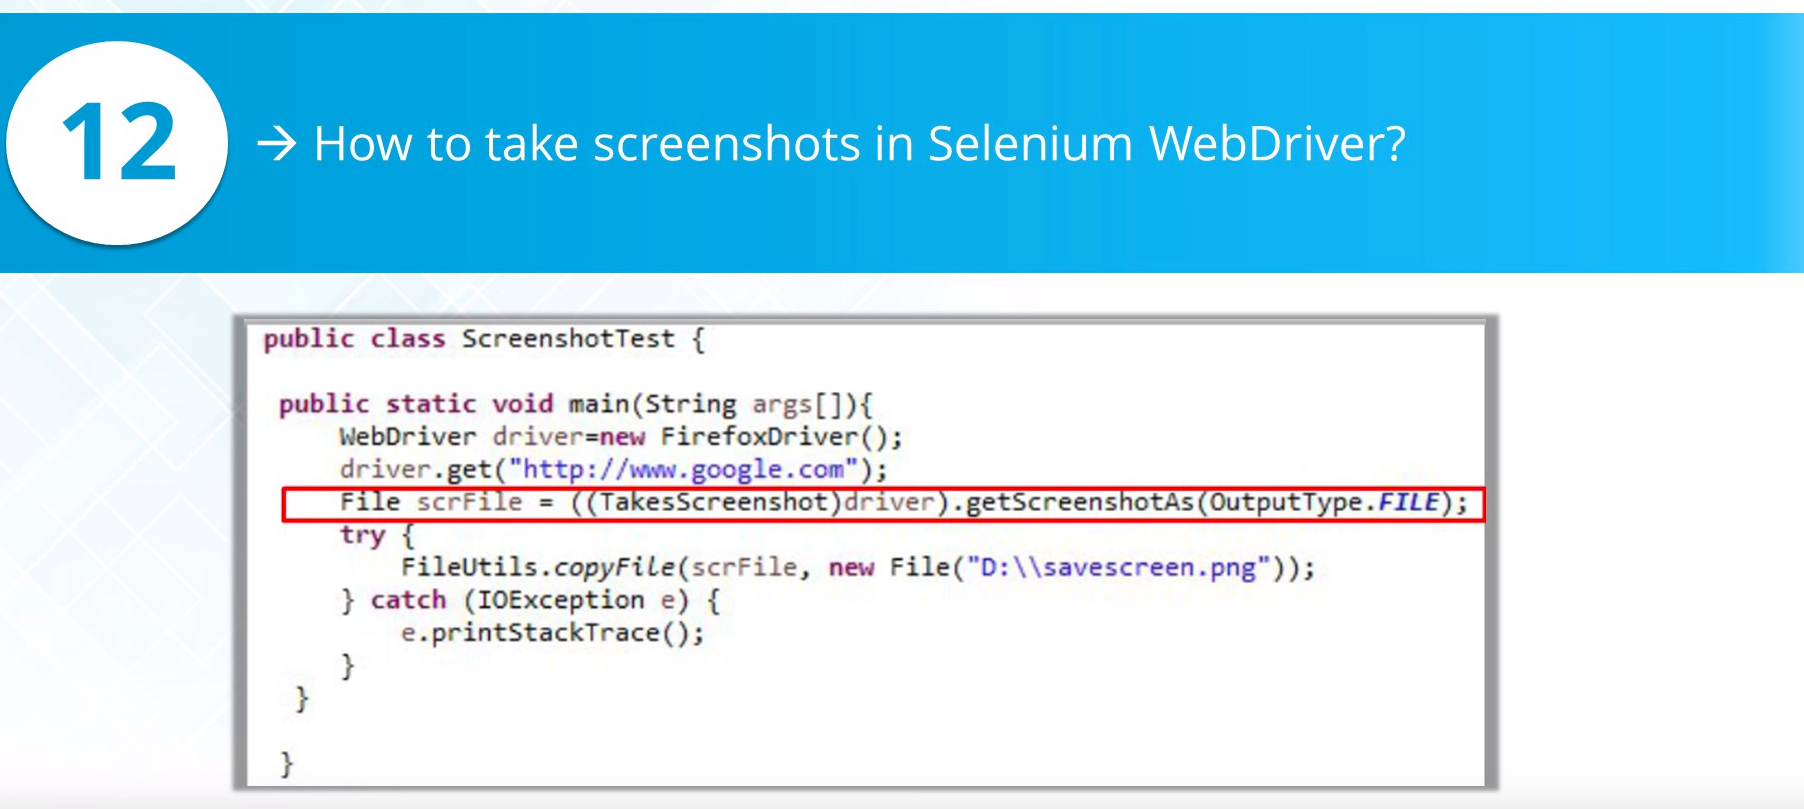 12
→ How to take screenshots in Selenium WebDriver?
public class ScreenshotTest {
public static void main(String args[]){
WebDriver driver=new FirefoxDriver();
driver.get("http://www.google.com");
File scrFile = ((TakesScreenshot)driver).getScreenshotAs(OutputType.FILE);
try {
FileUtils.copyFile(scrFile, new File("D:\\savescreen.png"));
} catch (IOException e) {
e.printStackTrace();
}
}
}